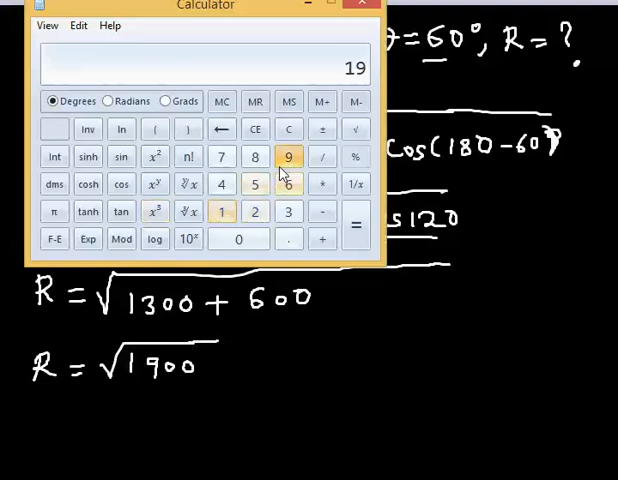 Calculator
View Edit Help
19
Degrees Radians Grads MC MR MS M+ M-
Inv ln ( ) ← CE C ± √
Int sinh sin x² n! 7 8 9 / %
dms cosh cos xʸ ʸ√x 4 5 6 * 1/x
π tanh tan x³ ³√x 1 2 3 - =
F-E Exp Mod log 10ˣ 0 . +
= 60°, R = ?
cos(180-60°)
s120
R = √1300 + 600
R = √1900